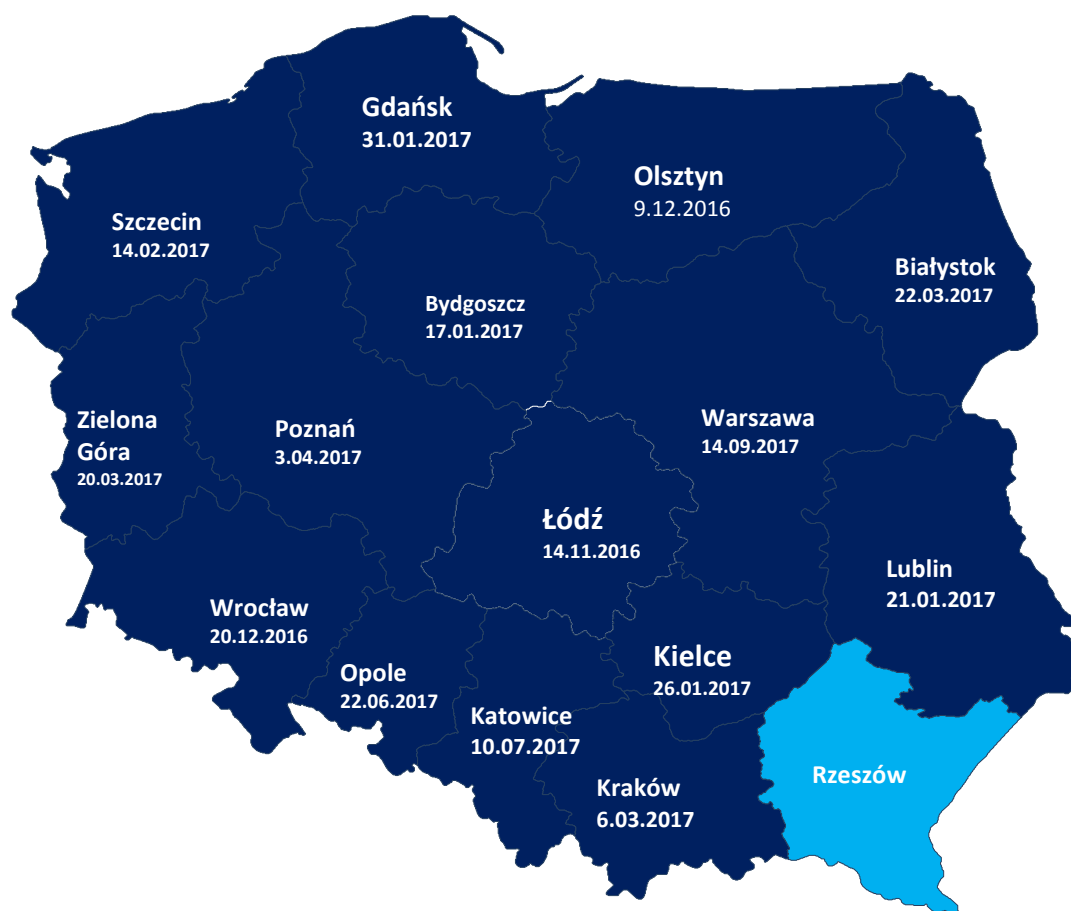 Gdańsk
31.01.2017
Olsztyn
9.12.2016
Szczecin
14.02.2017
Białystok
22.03.2017
Bydgoszcz
17.01.2017
Zielona
Góra
20.03.2017
Poznań
3.04.2017
Warszawa
14.09.2017
Łódź
14.11.2016
Lublin
21.01.2017
Wrocław
20.12.2016
Opole
22.06.2017
Kielce
26.01.2017
Katowice
10.07.2017
Kraków
6.03.2017
Rzeszów